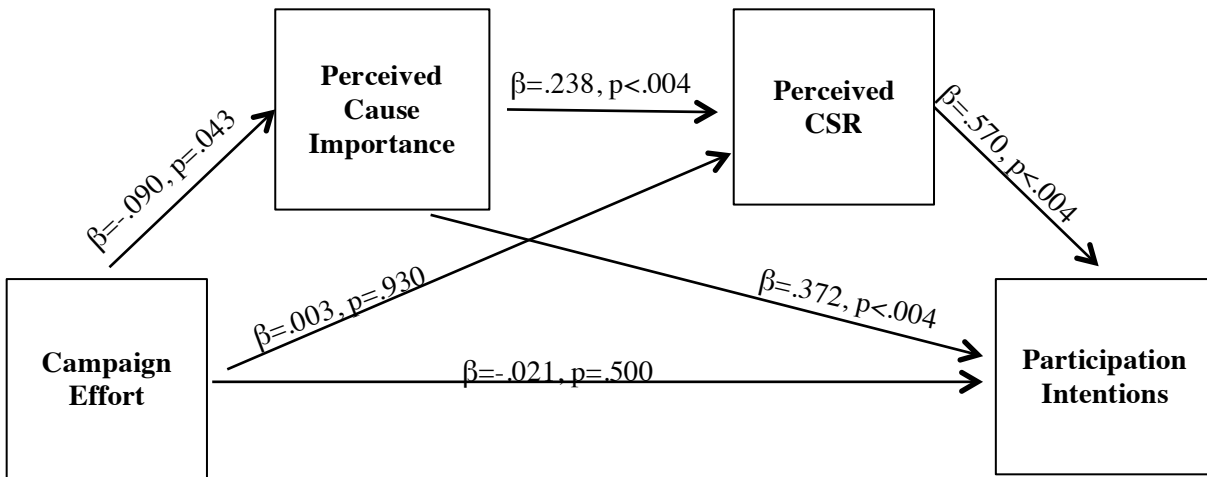 Perceived
Cause
Importance
β=.238, p<.004
Perceived
CSR
β=.570, p<.004
β=-.090, p=.043
β=.003, p=.930
β=.372, p<.004
Campaign
Effort
β=-.021, p=.500
Participation
Intentions